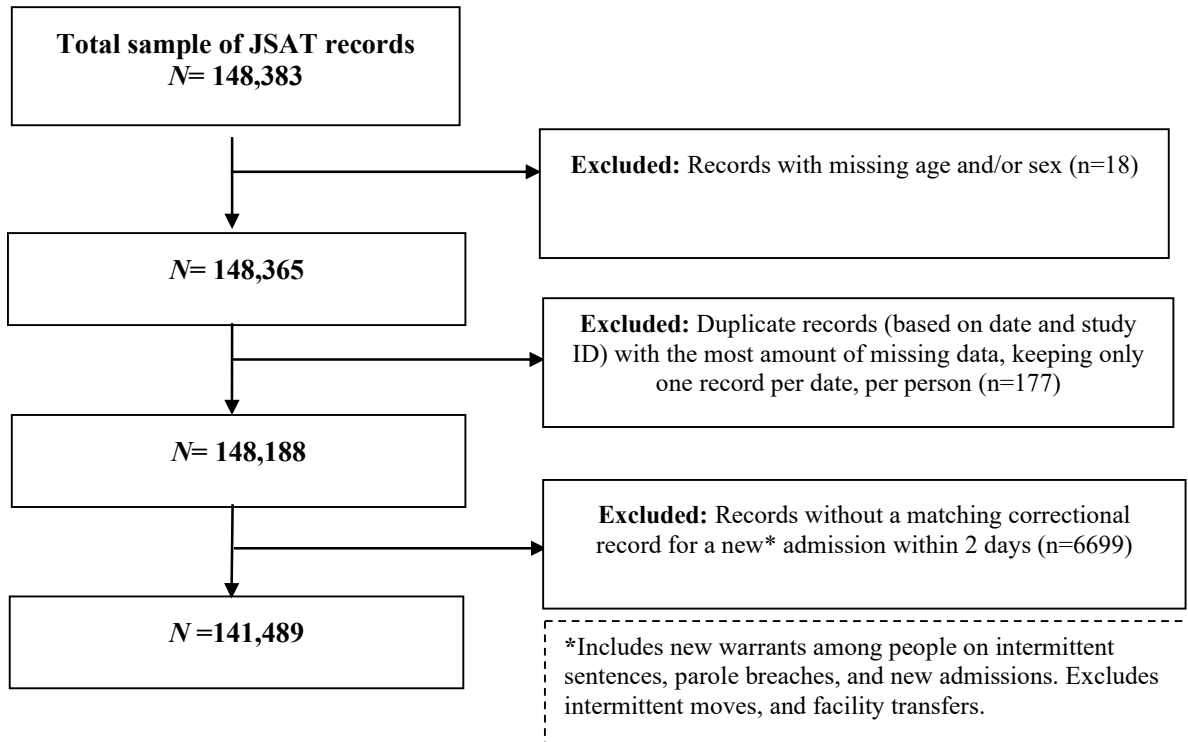 Total sample of JSAT records
N= 148,383
Excluded: Records with missing age and/or sex (n=18)
N= 148,365
Excluded: Duplicate records (based on date and study
ID) with the most amount of missing data, keeping only
one record per date, per person (n=177)
N= 148,188
Excluded: Records without a matching correctional
record for a new* admission within 2 days (n=6699)
N =141,489
*Includes new warrants among people on intermittent
sentences, parole breaches, and new admissions. Excludes
intermittent moves, and facility transfers.